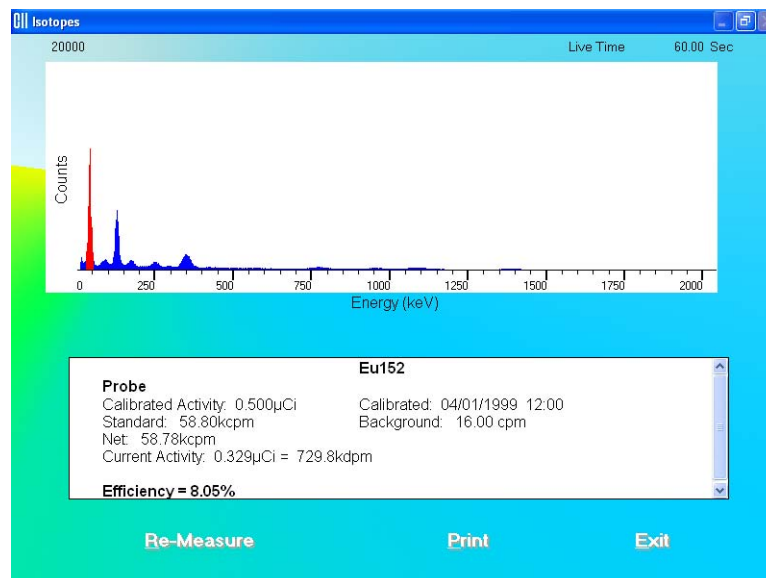 CII Isotopes
20000 Live Time 60.00 Sec
Counts
0 250 500 750 1000 1250 1500 1750 2000
Energy (keV)
Eu152
Probe
Calibrated Activity: 0.500µCi Calibrated: 04/01/1999 12:00
Standard: 58.80kcpm Background: 16.00 cpm
Net: 58.78kcpm
Current Activity: 0.329µCi = 729.8kdpm
Efficiency = 8.05%
Re-Measure Print Exit